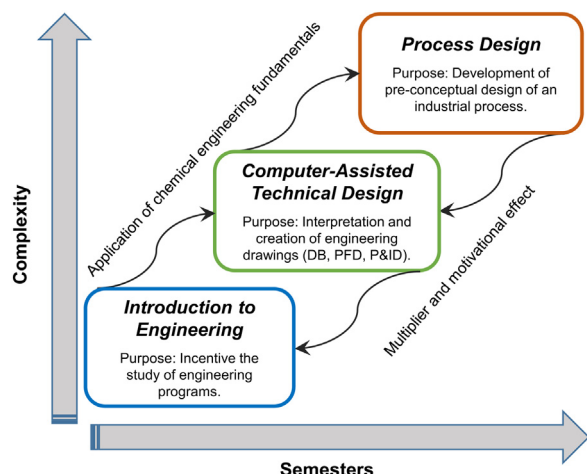 Process Design
Purpose: Development of
pre-conceptual design of an
industrial process.
Application of chemical engineering fundamentals
Computer-Assisted
Technical Design
Purpose: Interpretation and
creation of engineering
drawings (DB, PFD, P&ID).
Complexity
Multiplier and motivational effect
Introduction to
Engineering
Purpose: Incentive the
study of engineering
programs.
Semesters